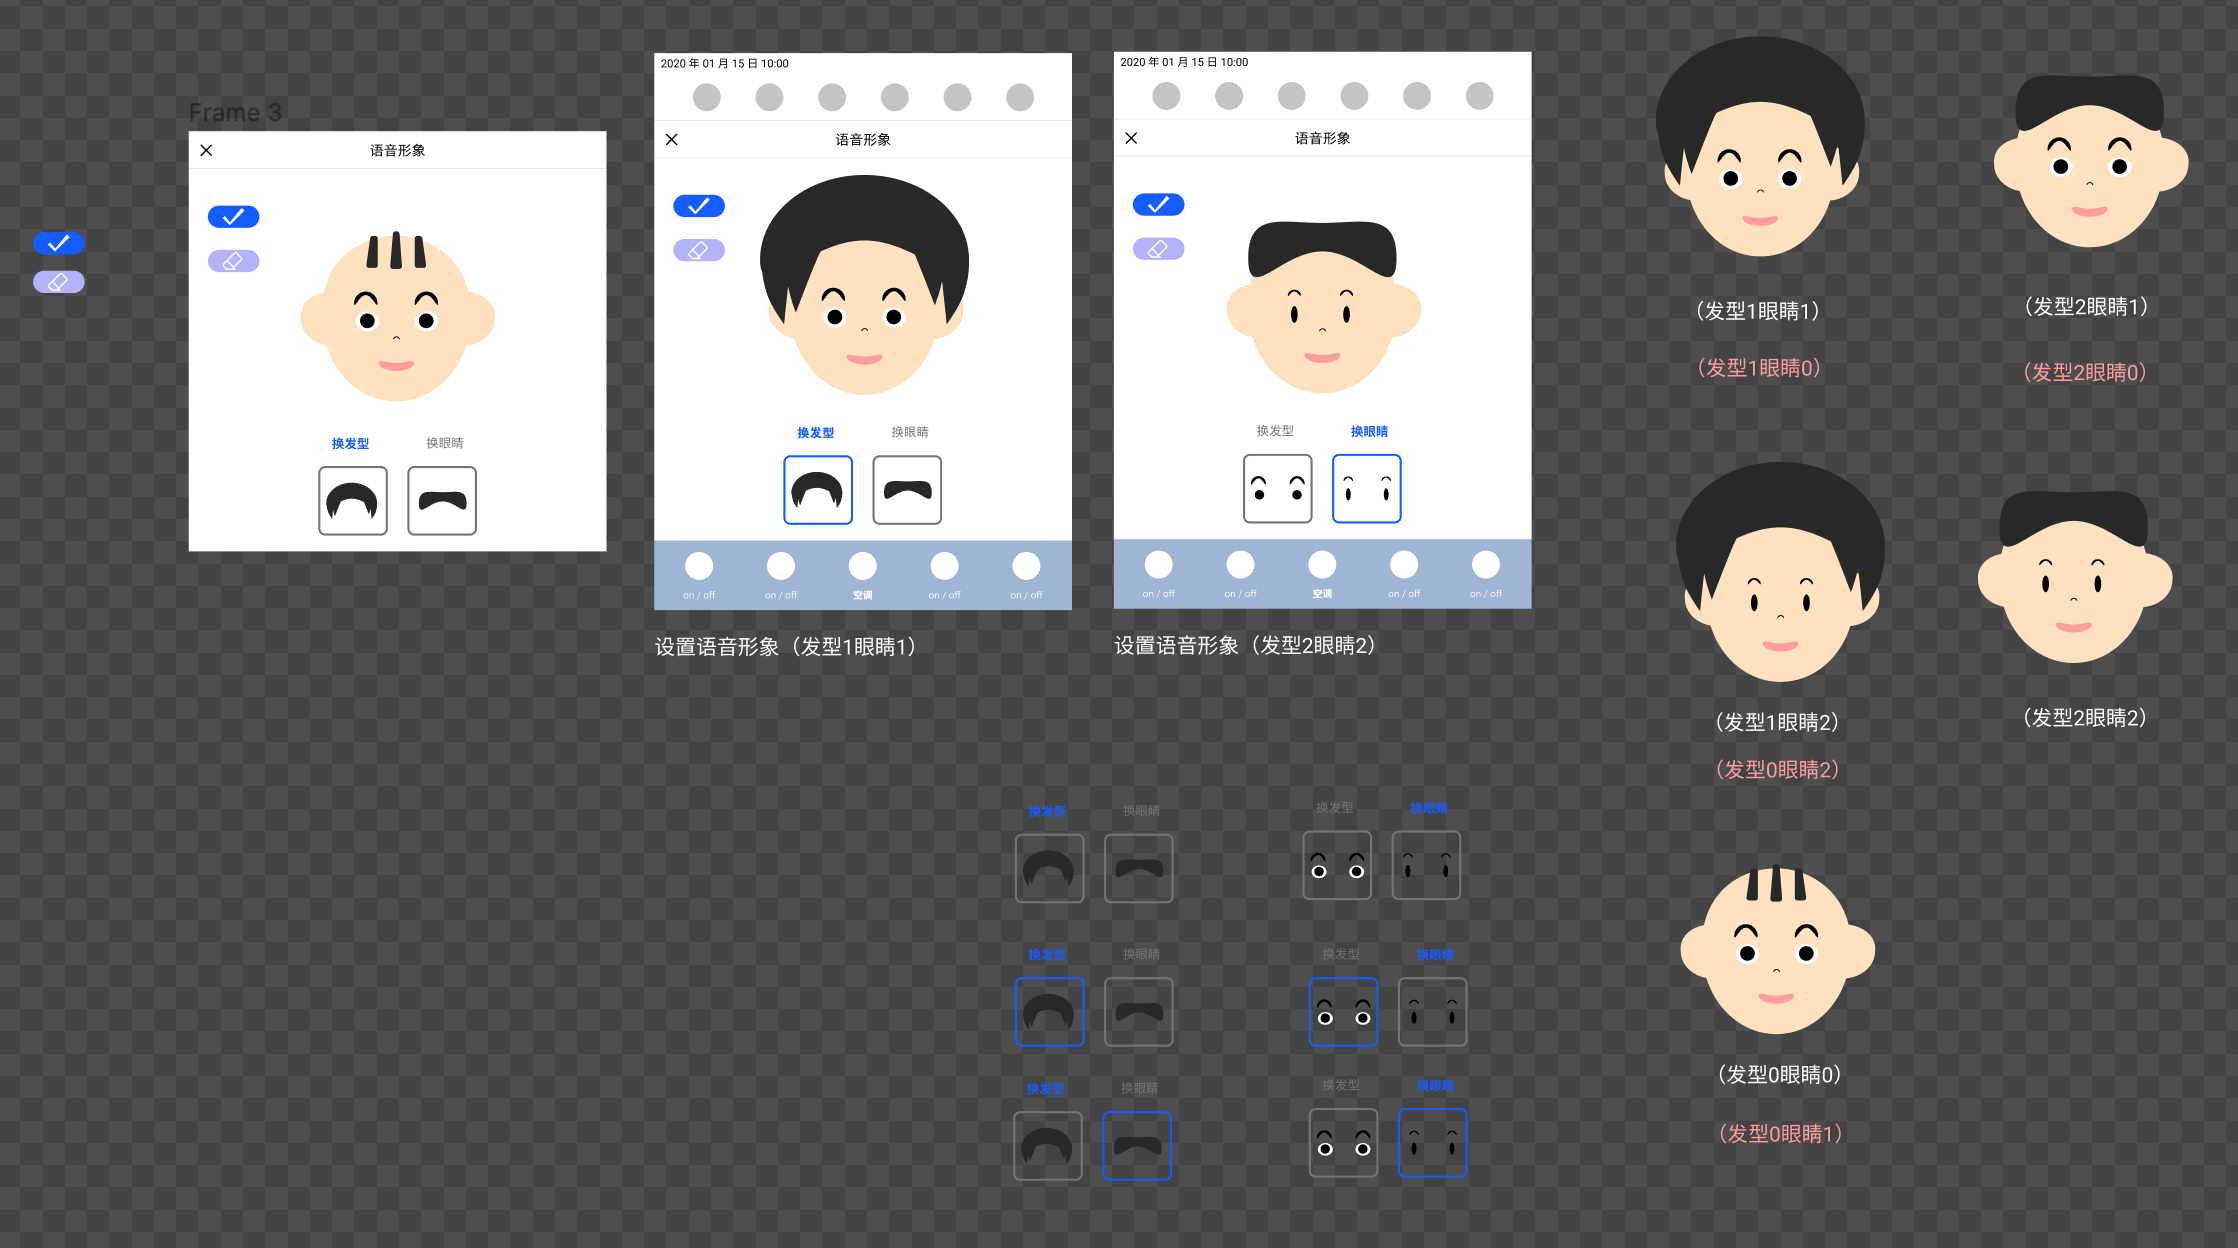 Frame 3
语音形象
换发型
换眼睛
2020 年 01 月 15 日 10:00
语音形象
换发型
换眼睛
on / off
on / off
空调
on / off
on / off
设置语音形象（发型1眼睛1）
2020 年 01 月 15 日 10:00
语音形象
换发型
换眼睛
on / off
on / off
空调
on / off
on / off
设置语音形象（发型2眼睛2）
（发型1眼睛1）
（发型1眼睛0）
（发型2眼睛1）
（发型2眼睛0）
（发型1眼睛2）
（发型0眼睛2）
（发型2眼睛2）
（发型0眼睛0）
（发型0眼睛1）
换发型
换眼睛
换发型
换眼睛
换发型
换眼睛
换发型
换眼睛
换发型
换眼睛
换发型
换眼睛